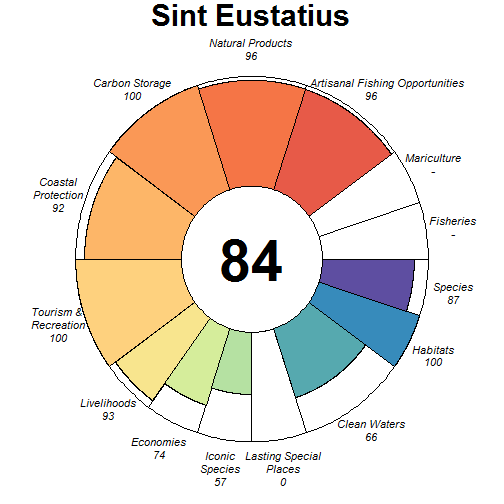 Sint Eustatius
Natural Products
96
Carbon Storage
100
Artisanal Fishing Opportunities
96
Mariculture
-
Coastal
Protection
92
Fisheries
-
84
Species
87
Tourism &
Recreation
100
Habitats
100
Livelihoods
93
Clean Waters
66
Economies
74
Iconic
Species
57
Lasting Special
Places
0